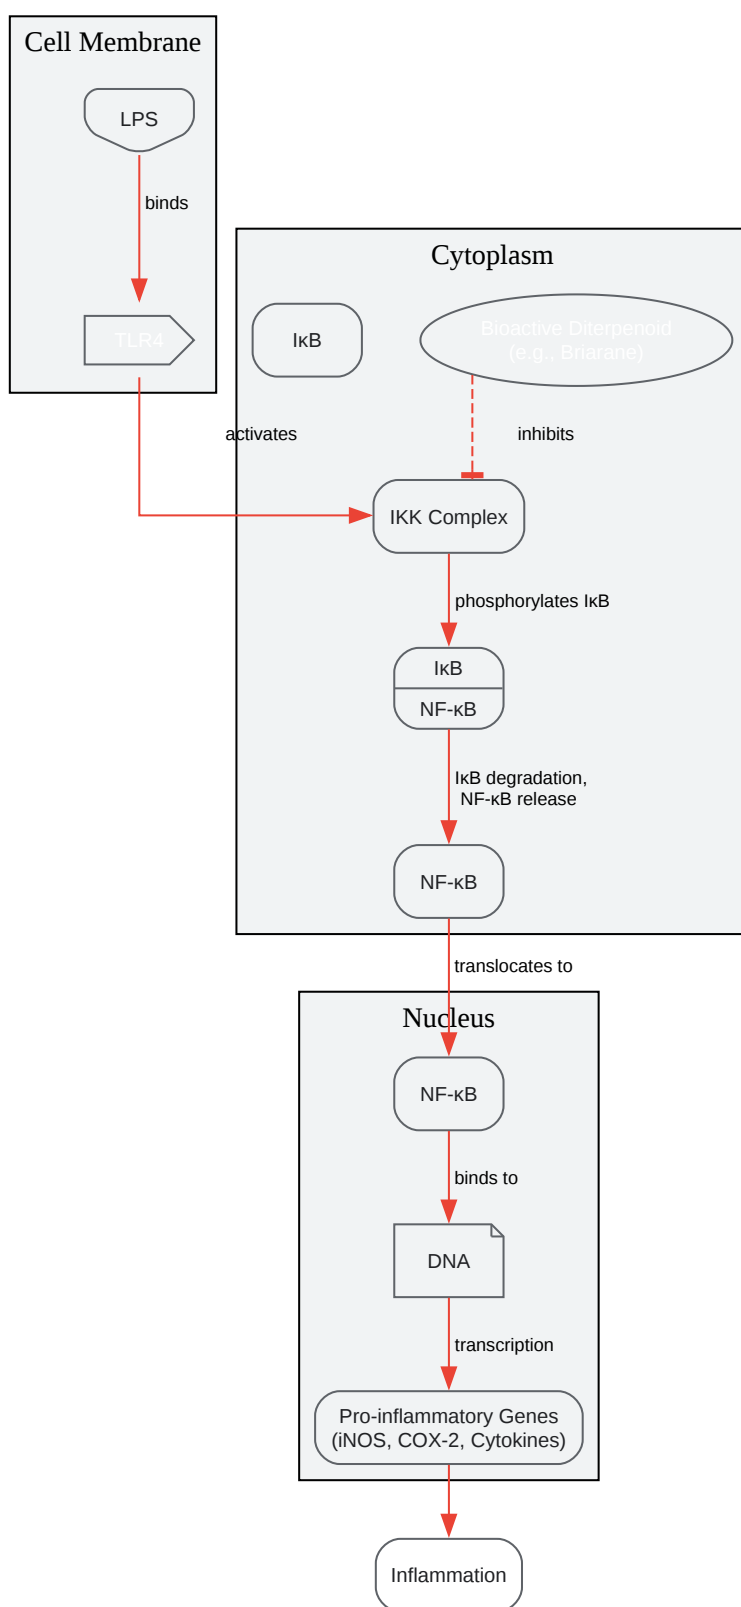 Cell Membrane
LPS
binds
TLR4
Cytoplasm
IκB
Bioactive Diterpenoid
(e.g., Briarane)
activates
inhibits
IKK Complex
phosphorylates IκB
IκB
NF-κB
IκB degradation,
NF-κB release
NF-κB
translocates to
Nucleus
NF-κB
binds to
DNA
transcription
Pro-inflammatory Genes
(iNOS, COX-2, Cytokines)
Inflammation